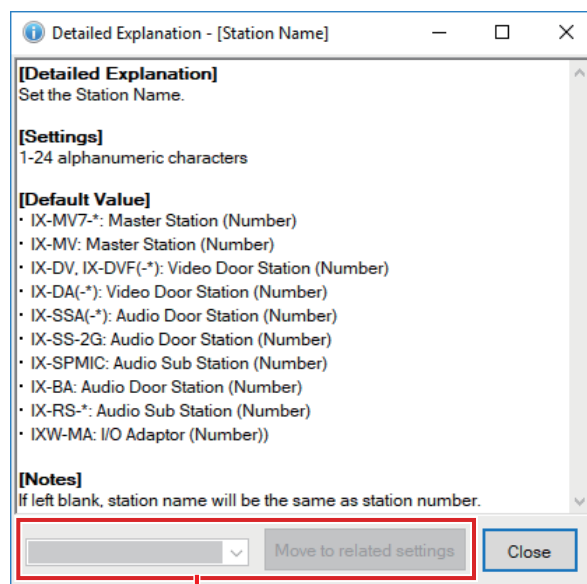 Detailed Explanation - [Station Name]
[Detailed Explanation]
Set the Station Name.
[Settings]
1-24 alphanumeric characters
[Default Value]
・ IX-MV7-*: Master Station (Number)
・ IX-MV: Master Station (Number)
・ IX-DV, IX-DVF(-*): Video Door Station (Number)
・ IX-DA(-*): Video Door Station (Number)
・ IX-SSA(-*): Audio Door Station (Number)
・ IX-SS-2G: Audio Door Station (Number)
・ IX-SPMIC: Audio Sub Station (Number)
・ IX-BA: Audio Door Station (Number)
・ IX-RS-*: Audio Sub Station (Number)
・ IXW-MA: I/O Adaptor (Number))
[Notes]
If left blank, station name will be the same as station number.
Move to related settings
Close